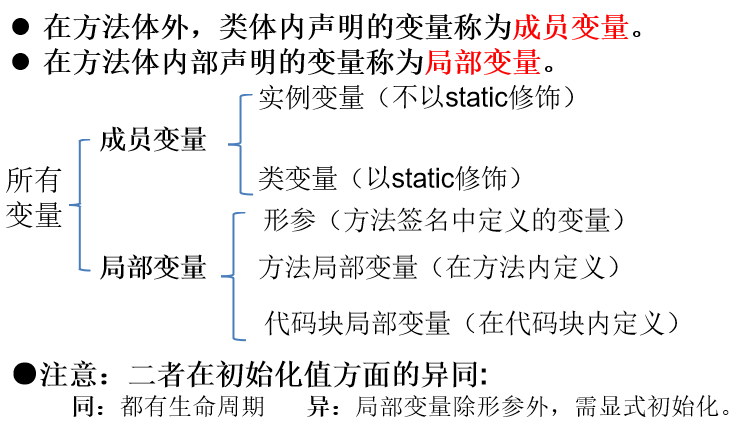 ● 在方法体外，类体内声明的变量称为成员变量。
● 在方法体内部声明的变量称为局部变量。
实例变量（不以static修饰）
成员变量
类变量（以static修饰）
所有
变量
形参（方法签名中定义的变量）
局部变量
方法局部变量（在方法内定义）
代码块局部变量（在代码块内定义）
●注意：二者在初始化值方面的异同:
同：都有生命周期 异：局部变量除形参外，需显式初始化。